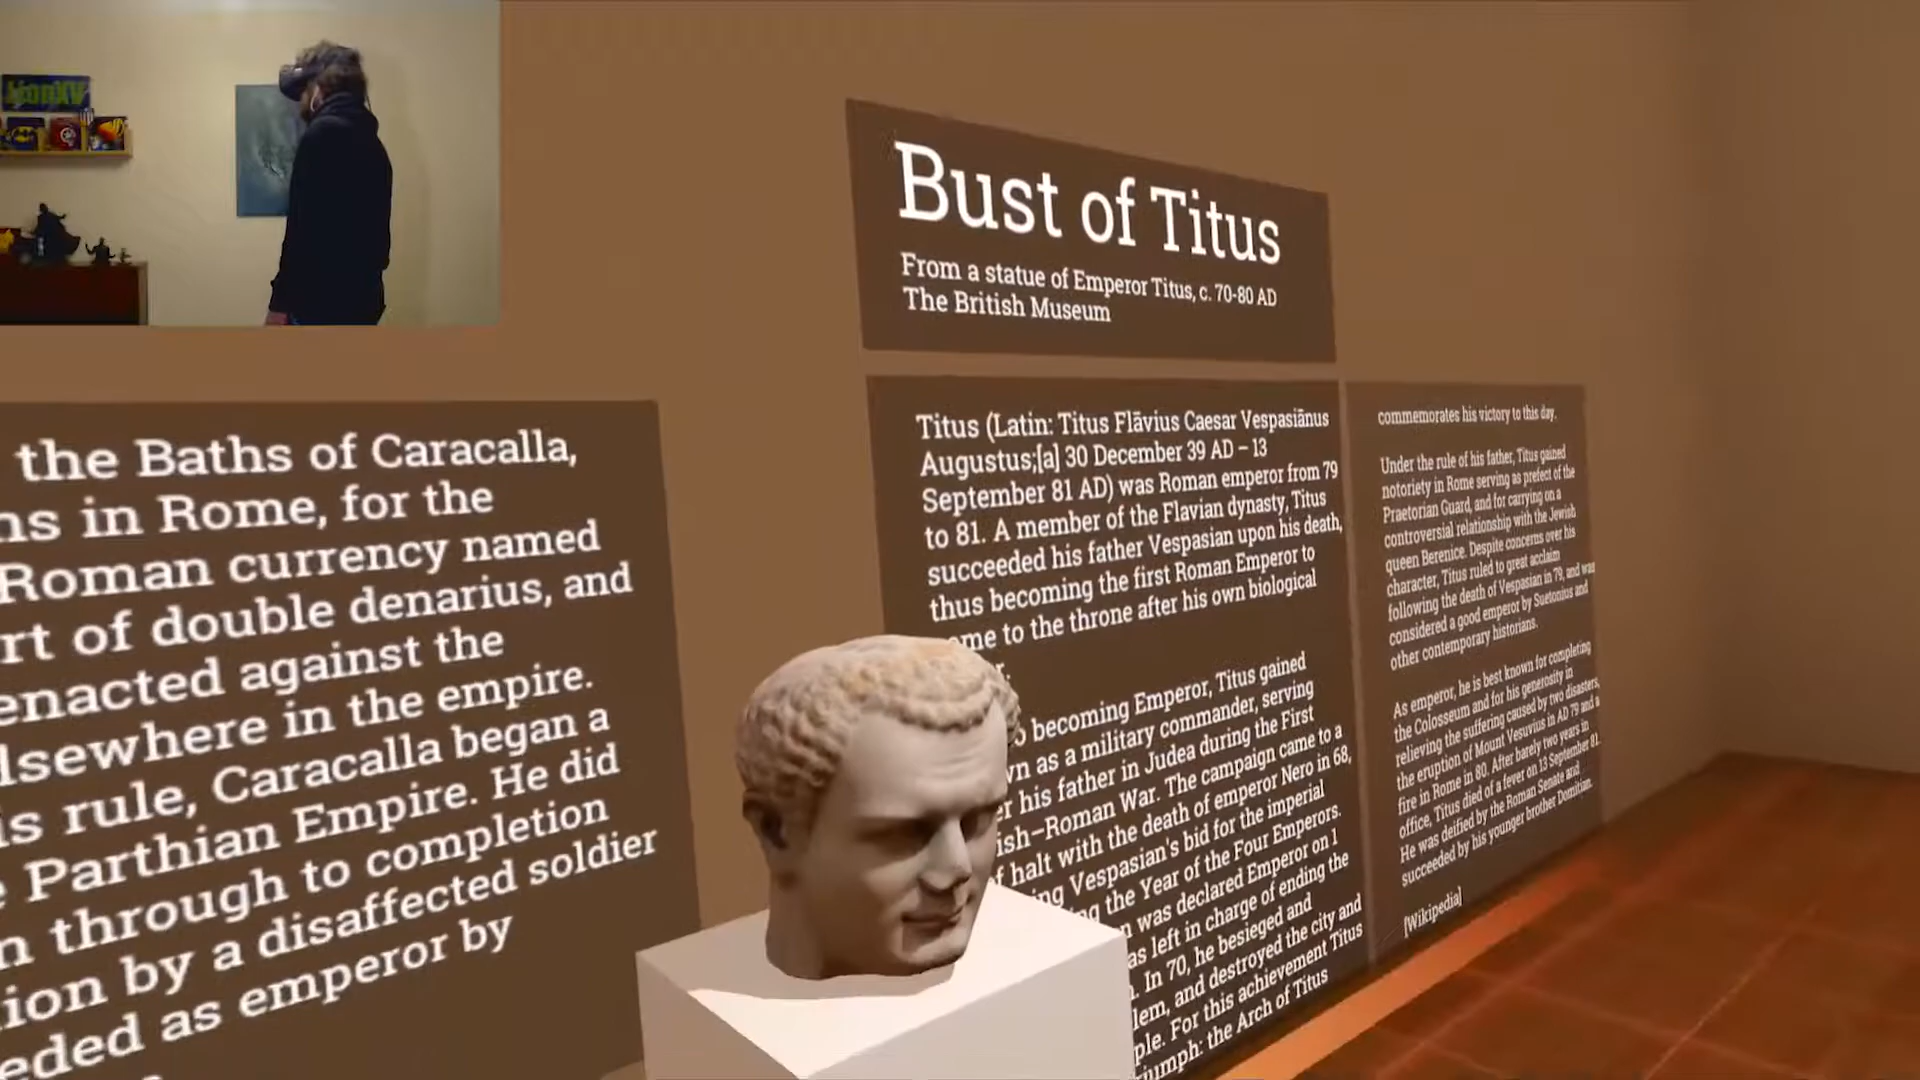 the Baths of Caracalla,
in Rome, for the
Roman currency named
of double denarius, and
enacted against the
lsewhere in the empire.
is rule, Caracalla began a
Parthian Empire. He did
through to completion
by a disaffected soldier
eded as emperor by
Bust of Titus
From a statue of Emperor Titus, c. 70-80 AD
The British Museum
Titus (Latin: Titus Flāvius Caesar Vespasiānus
Augustus;[a] 30 December 39 AD – 13
September 81 AD) was Roman emperor from 79
to 81. A member of the Flavian dynasty, Titus
succeeded his father Vespasian upon his death,
thus becoming the first Roman Emperor to
me to the throne after his own biological
becoming Emperor, Titus gained
as a military commander, serving
his father in Judea during the First
ish–Roman War. The campaign came to a
f halt with the death of emperor Nero in 68,
ng Vespasian's bid for the imperial
the Year of the Four Emperors.
was declared Emperor on 1
as left in charge of ending the
In 70, he besieged and
lem, and destroyed the city and
ple. For this achievement Titus
iumph: the Arch of Titus
commemorates his victory to this day.
Under the rule of his father, Titus gained
notoriety in Rome serving as prefect of the
Praetorian Guard, and for carrying on a
controversial relationship with the Jewish
queen Berenice. Despite concerns over his
character, Titus ruled to great acclaim
following the death of Vespasian in 79, and was
considered a good emperor by Suetonius and
other contemporary historians.
As emperor, he is best known for completing
the Colosseum and for his generosity in
relieving the suffering caused by two disasters,
the eruption of Mount Vesuvius in AD 79 and a
fire in Rome in 80. After barely two years in
office, Titus died of a fever on 13 September 81.
He was deified by the Roman Senate and
succeeded by his younger brother Domitian.
[Wikipedia]